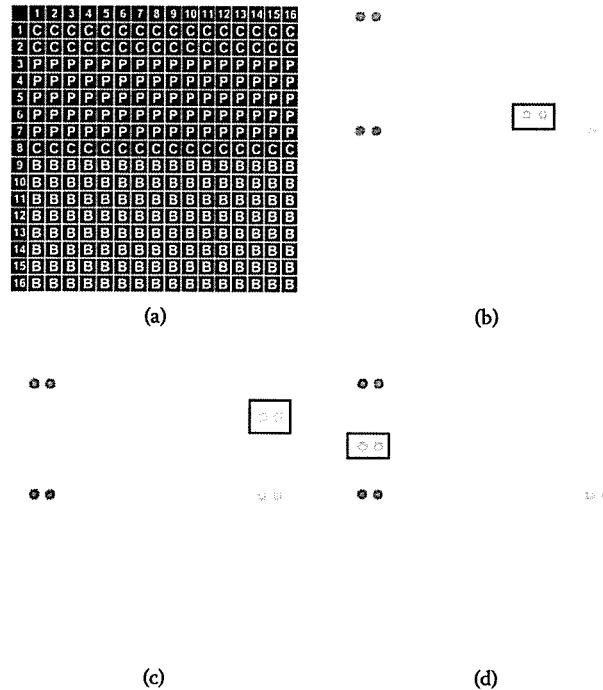 1 2 3 4 5 6 7 8 9 10 11 12 13 14 15 16
1 C C C C C C C C C C C C C C C C
2 C C C C C C C C C C C C C C C C
3 P P P P P P P P P P P P P P P P
4 P P P P P P P P P P P P P P P P
5 P P P P P P P P P P P P P P P P
6 P P P P P P P P P P P P P P P P
7 P P P P P P P P P P P P P P P P
8 C C C C C C C C C C C C C C C C
9 B B B B B B B B B B B B B B B B
10 B B B B B B B B B B B B B B B B
11 B B B B B B B B B B B B B B B B
12 B B B B B B B B B B B B B B B B
13 B B B B B B B B B B B B B B B B
14 B B B B B B B B B B B B B B B B
15 B B B B B B B B B B B B B B B B
16 B B B B B B B B B B B B B B B B
(a)
(b)
(c)
(d)